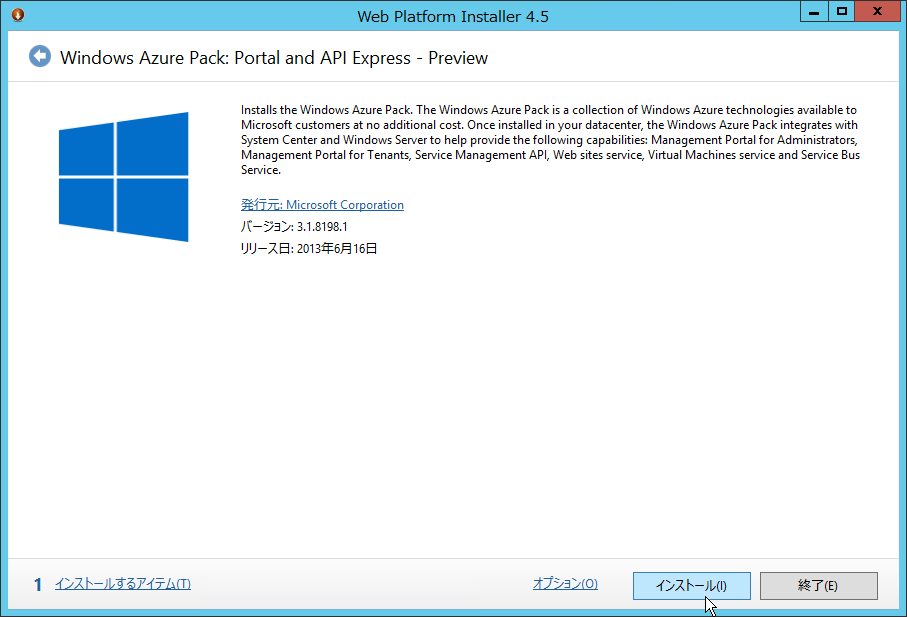 Web Platform Installer 4.5
Windows Azure Pack: Portal and API Express - Preview
Installs the Windows Azure Pack. The Windows Azure Pack is a collection of Windows Azure technologies available to
Microsoft customers at no additional cost. Once installed in your datacenter, the Windows Azure Pack integrates with
System Center and Windows Server to help provide the following capabilities: Management Portal for Administrators,
Management Portal for Tenants, Service Management API, Web sites service, Virtual Machines service and Service Bus
Service.
発行元: Microsoft Corporation
バージョン: 3.1.8198.1
リリース日: 2013年6月16日
1 インストールするアイテム(T) オプション(O) インストール(I) 終了(E)